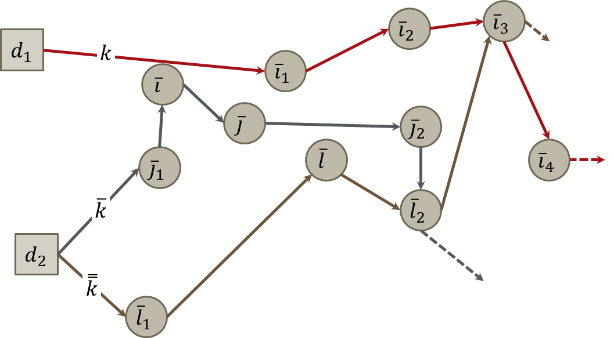 d₁
k
ῑ₁
ῑ₂
ῑ₃
ῑ
j̄
j̄₂
j̄₁
l̄
ῑ₄
k̄
l̄₂
d₂
k̿
l̄₁